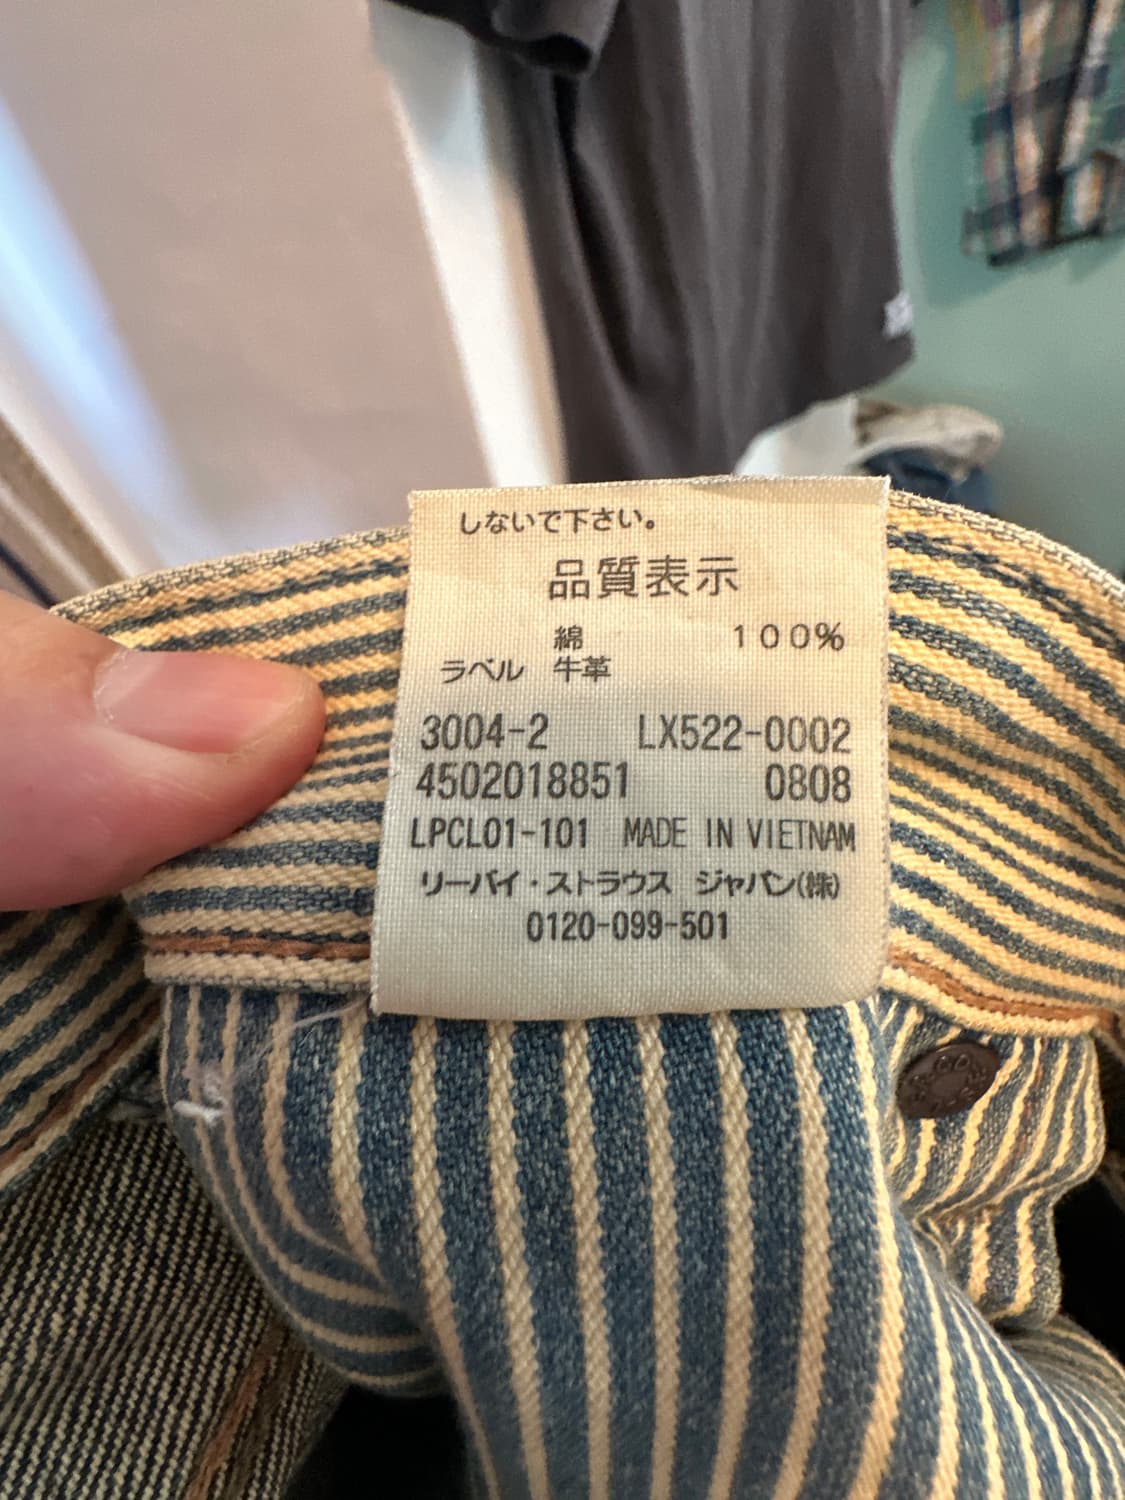 しないで下さい。
品質表示
綿 100%
ラベル 牛革
3004-2 LX522-0002
4502018851 0808
LPCL01-101 MADE IN VIETNAM
リーバイ・ストラウス ジャパン(株)
0120-099-501